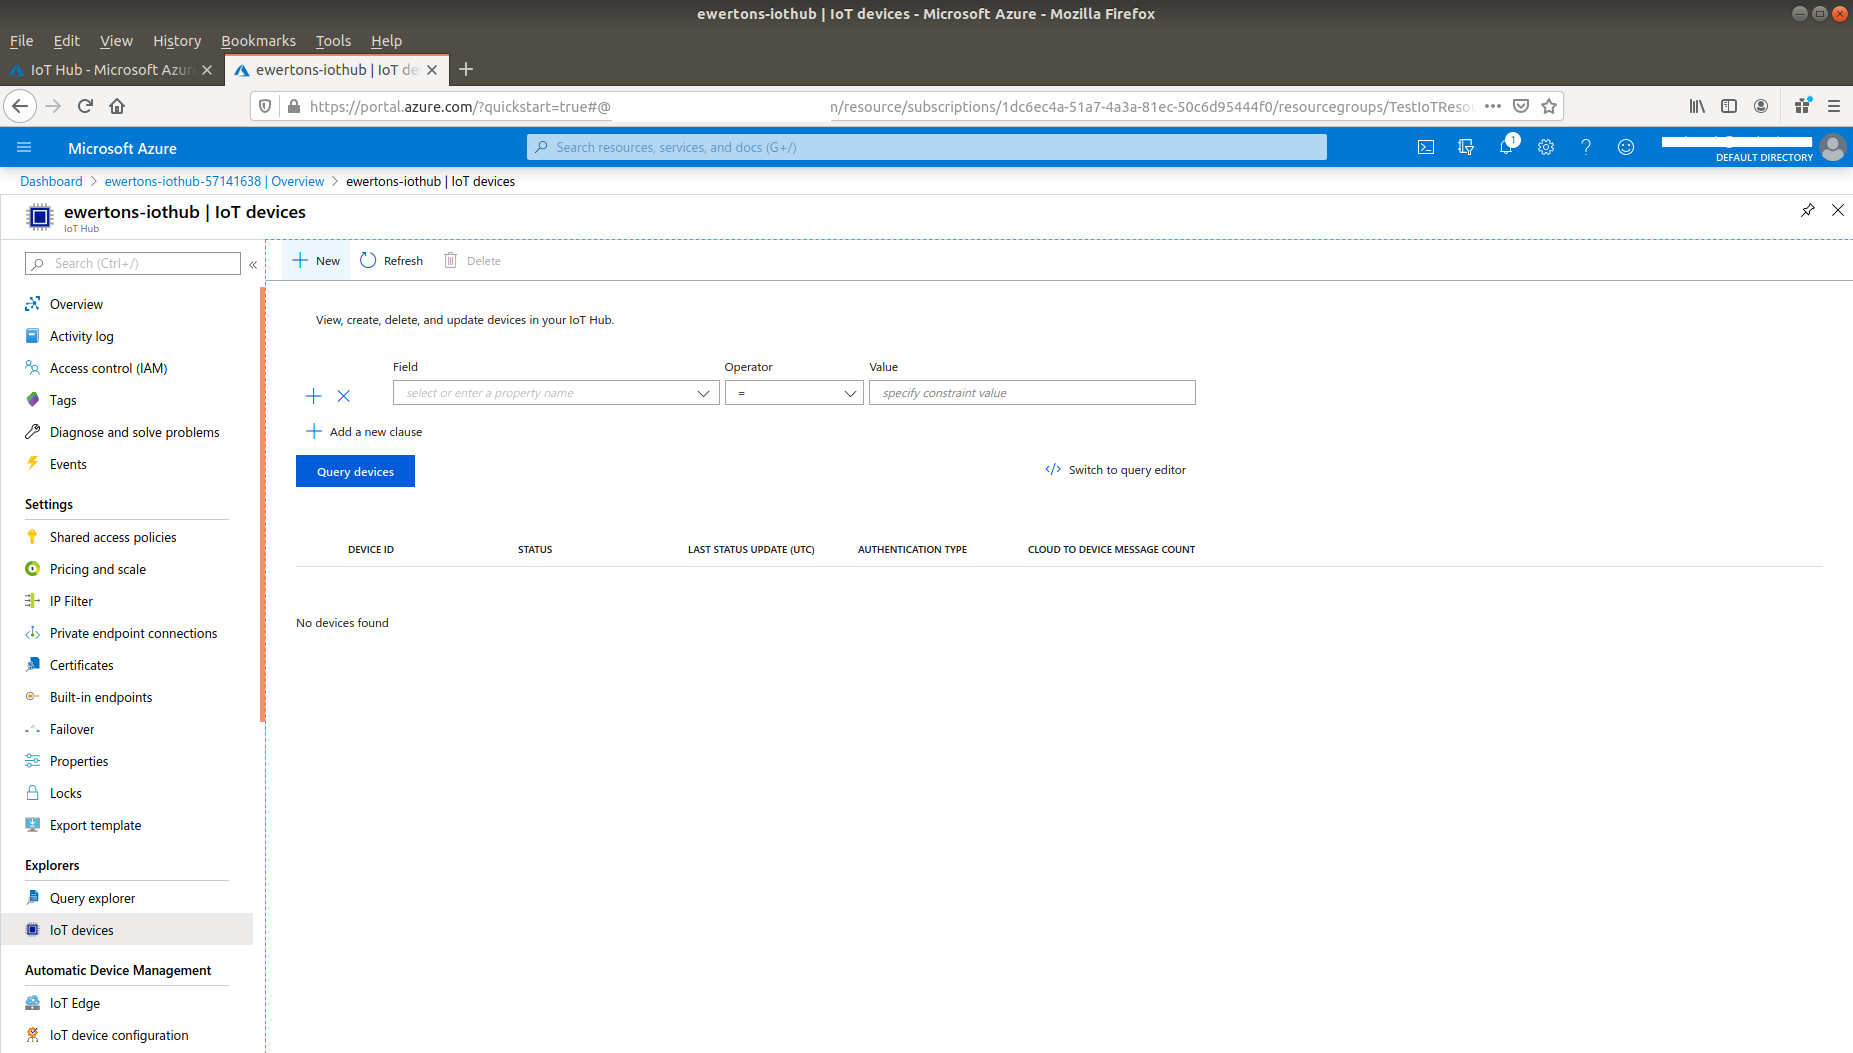 ewertons-iothub | IoT devices - Microsoft Azure - Mozilla Firefox
File Edit View History Bookmarks Tools Help
IoT Hub - Microsoft Azur
ewertons-iothub | IoT de
https://portal.azure.com/?quickstart=true#@
n/resource/subscriptions/1dc6ec4a-51a7-4a3a-81ec-50c6d95444f0/resourcegroups/TestIoTResou
Microsoft Azure
Search resources, services, and docs (G+/)
1
DEFAULT DIRECTORY
Dashboard > ewertons-iothub-57141638 | Overview > ewertons-iothub | IoT devices
ewertons-iothub | IoT devices
IoT Hub
Search (Ctrl+/)
«
New
Refresh
Delete
Overview
Activity log
Access control (IAM)
Tags
Diagnose and solve problems
Events
Settings
Shared access policies
Pricing and scale
IP Filter
Private endpoint connections
Certificates
Built-in endpoints
Failover
Properties
Locks
Export template
Explorers
Query explorer
IoT devices
Automatic Device Management
IoT Edge
IoT device configuration
View, create, delete, and update devices in your IoT Hub.
Field Operator Value
select or enter a property name = specify constraint value
Add a new clause
Query devices
</> Switch to query editor
DEVICE ID STATUS LAST STATUS UPDATE (UTC) AUTHENTICATION TYPE CLOUD TO DEVICE MESSAGE COUNT
No devices found